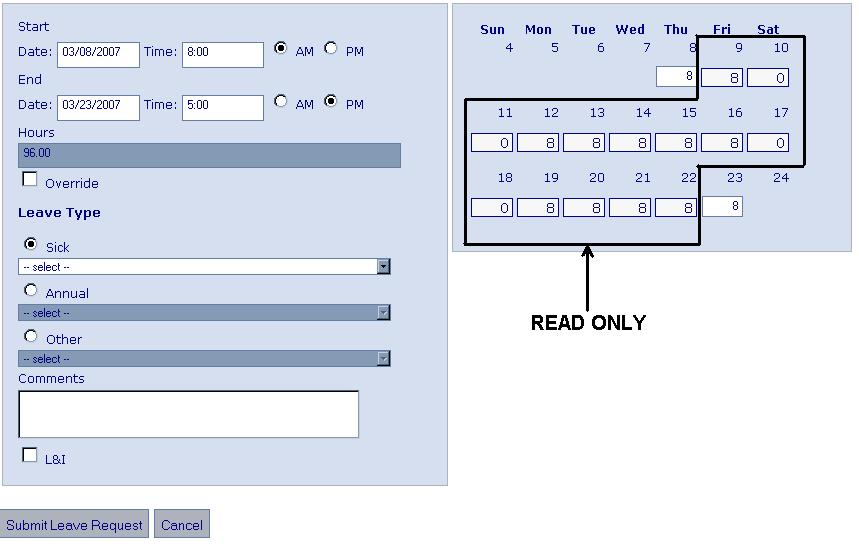 Start
Date: 03/08/2007 Time: 8:00 AM PM
End
Date: 03/23/2007 Time: 5:00 AM PM
Hours
96.00
Override
Leave Type
Sick
-- select --
Annual
-- select --
Other
-- select --
Comments
L&I
Submit Leave Request Cancel
Sun Mon Tue Wed Thu Fri Sat
4 5 6 7 8 9 10
8 8 0
11 12 13 14 15 16 17
0 8 8 8 8 8 0
18 19 20 21 22 23 24
0 8 8 8 8 8
READ ONLY